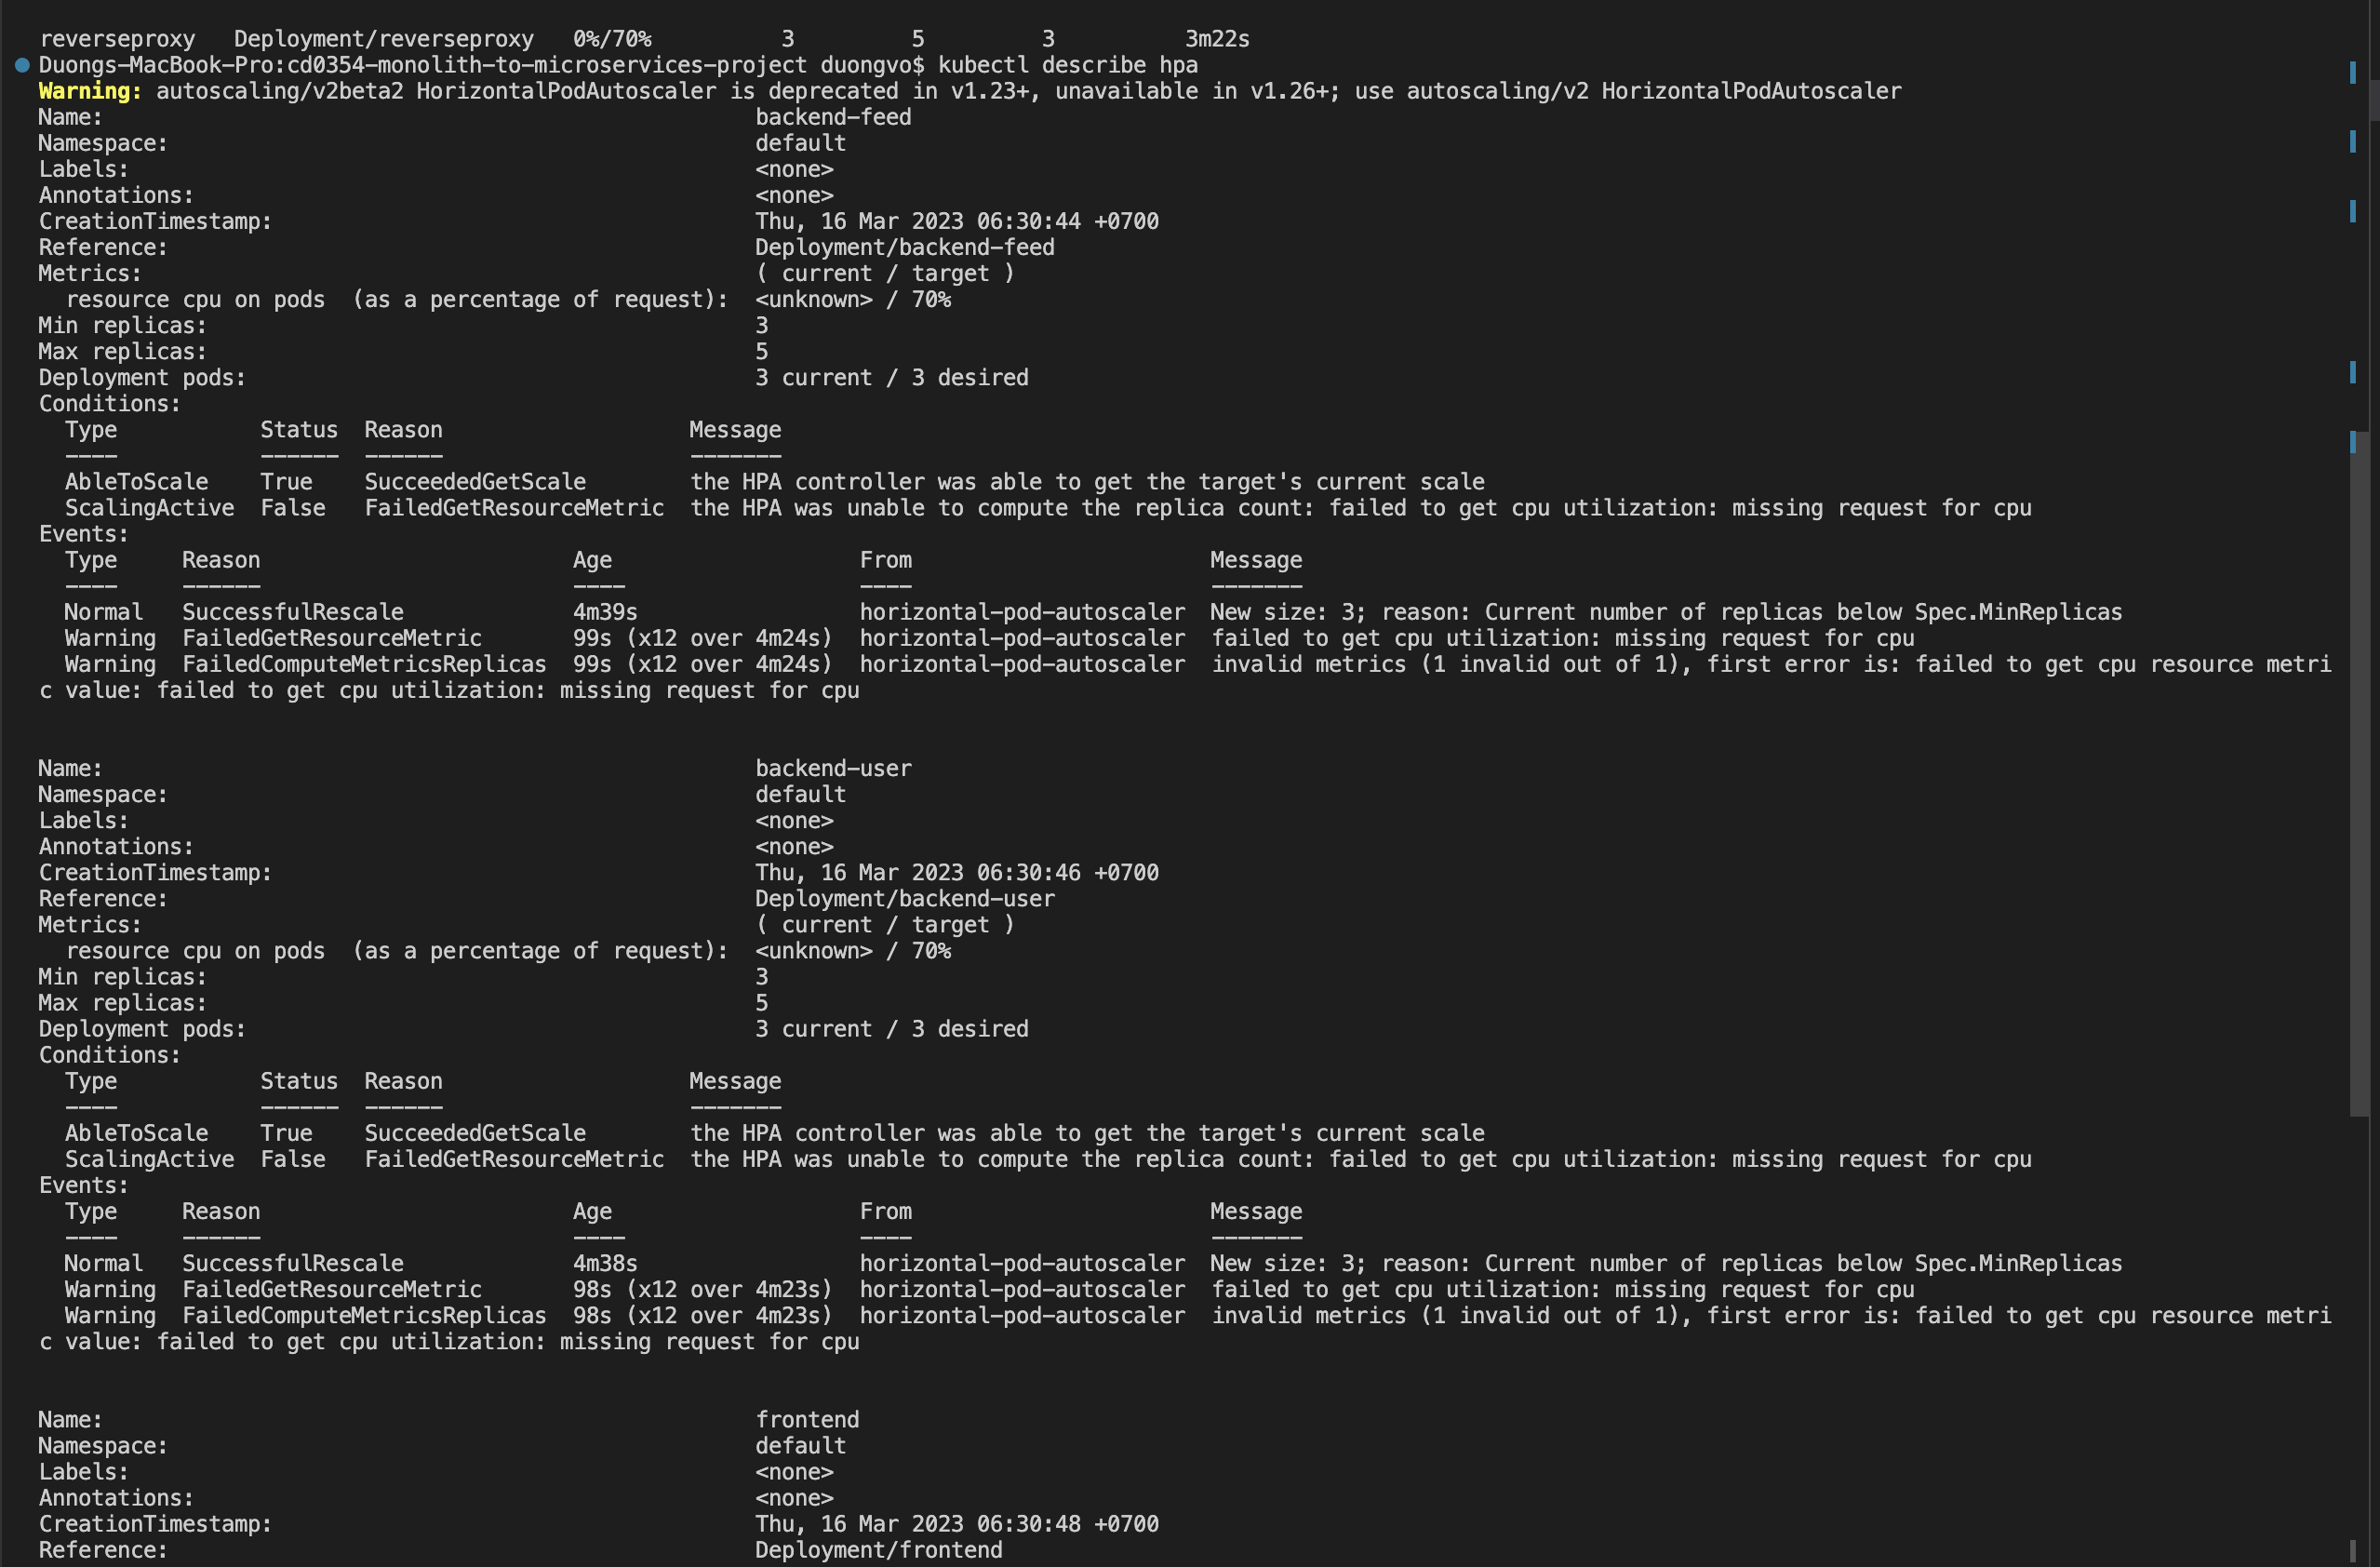 reverseproxy   Deployment/reverseproxy   0%/70%          3         5         3          3m22s
Duongs-MacBook-Pro:cd0354-monolith-to-microservices-project duongvo$ kubectl describe hpa
Warning: autoscaling/v2beta2 HorizontalPodAutoscaler is deprecated in v1.23+, unavailable in v1.26+; use autoscaling/v2 HorizontalPodAutoscaler
Name:                                                  backend-feed
Namespace:                                             default
Labels:                                                <none>
Annotations:                                           <none>
CreationTimestamp:                                     Thu, 16 Mar 2023 06:30:44 +0700
Reference:                                             Deployment/backend-feed
Metrics:                                               ( current / target )
  resource cpu on pods  (as a percentage of request):  <unknown> / 70%
Min replicas:                                          3
Max replicas:                                          5
Deployment pods:                                       3 current / 3 desired
Conditions:
  Type           Status  Reason                   Message
  ----           ------  ------                   -------
  AbleToScale    True    SucceededGetScale        the HPA controller was able to get the target's current scale
  ScalingActive  False   FailedGetResourceMetric  the HPA was unable to compute the replica count: failed to get cpu utilization: missing request for cpu
Events:
  Type     Reason                        Age                   From                       Message
  ----     ------                        ----                  ----                       -------
  Normal   SuccessfulRescale             4m39s                 horizontal-pod-autoscaler  New size: 3; reason: Current number of replicas below Spec.MinReplicas
  Warning  FailedGetResourceMetric       99s (x12 over 4m24s)  horizontal-pod-autoscaler  failed to get cpu utilization: missing request for cpu
  Warning  FailedComputeMetricsReplicas  99s (x12 over 4m24s)  horizontal-pod-autoscaler  invalid metrics (1 invalid out of 1), first error is: failed to get cpu resource metri
c value: failed to get cpu utilization: missing request for cpu
Name:                                                  backend-user
Namespace:                                             default
Labels:                                                <none>
Annotations:                                           <none>
CreationTimestamp:                                     Thu, 16 Mar 2023 06:30:46 +0700
Reference:                                             Deployment/backend-user
Metrics:                                               ( current / target )
  resource cpu on pods  (as a percentage of request):  <unknown> / 70%
Min replicas:                                          3
Max replicas:                                          5
Deployment pods:                                       3 current / 3 desired
Conditions:
  Type           Status  Reason                   Message
  ----           ------  ------                   -------
  AbleToScale    True    SucceededGetScale        the HPA controller was able to get the target's current scale
  ScalingActive  False   FailedGetResourceMetric  the HPA was unable to compute the replica count: failed to get cpu utilization: missing request for cpu
Events:
  Type     Reason                        Age                   From                       Message
  ----     ------                        ----                  ----                       -------
  Normal   SuccessfulRescale             4m38s                 horizontal-pod-autoscaler  New size: 3; reason: Current number of replicas below Spec.MinReplicas
  Warning  FailedGetResourceMetric       98s (x12 over 4m23s)  horizontal-pod-autoscaler  failed to get cpu utilization: missing request for cpu
  Warning  FailedComputeMetricsReplicas  98s (x12 over 4m23s)  horizontal-pod-autoscaler  invalid metrics (1 invalid out of 1), first error is: failed to get cpu resource metri
c value: failed to get cpu utilization: missing request for cpu
Name:                                                  frontend
Namespace:                                             default
Labels:                                                <none>
Annotations:                                           <none>
CreationTimestamp:                                     Thu, 16 Mar 2023 06:30:48 +0700
Reference:                                             Deployment/frontend